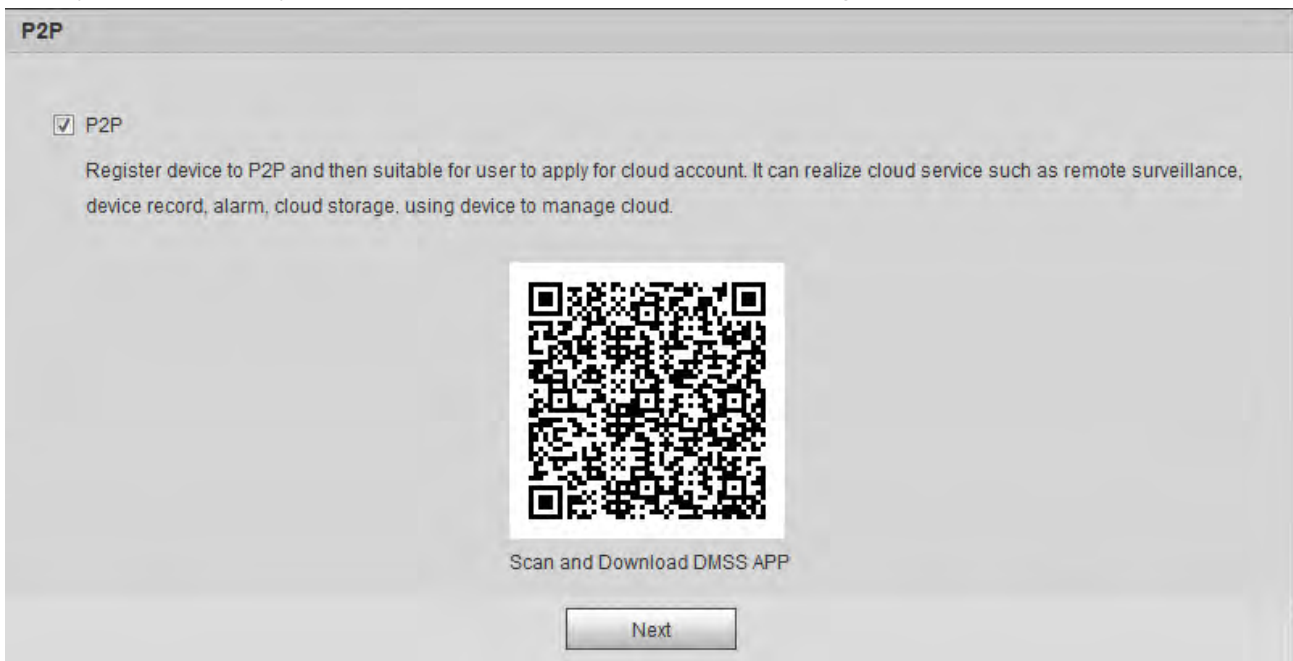 P2P
P2P
Register device to P2P and then suitable for user to apply for cloud account. It can realize cloud service such as remote surveillance,
device record, alarm, cloud storage, using device to manage cloud.
Scan and Download DMSS APP
Next